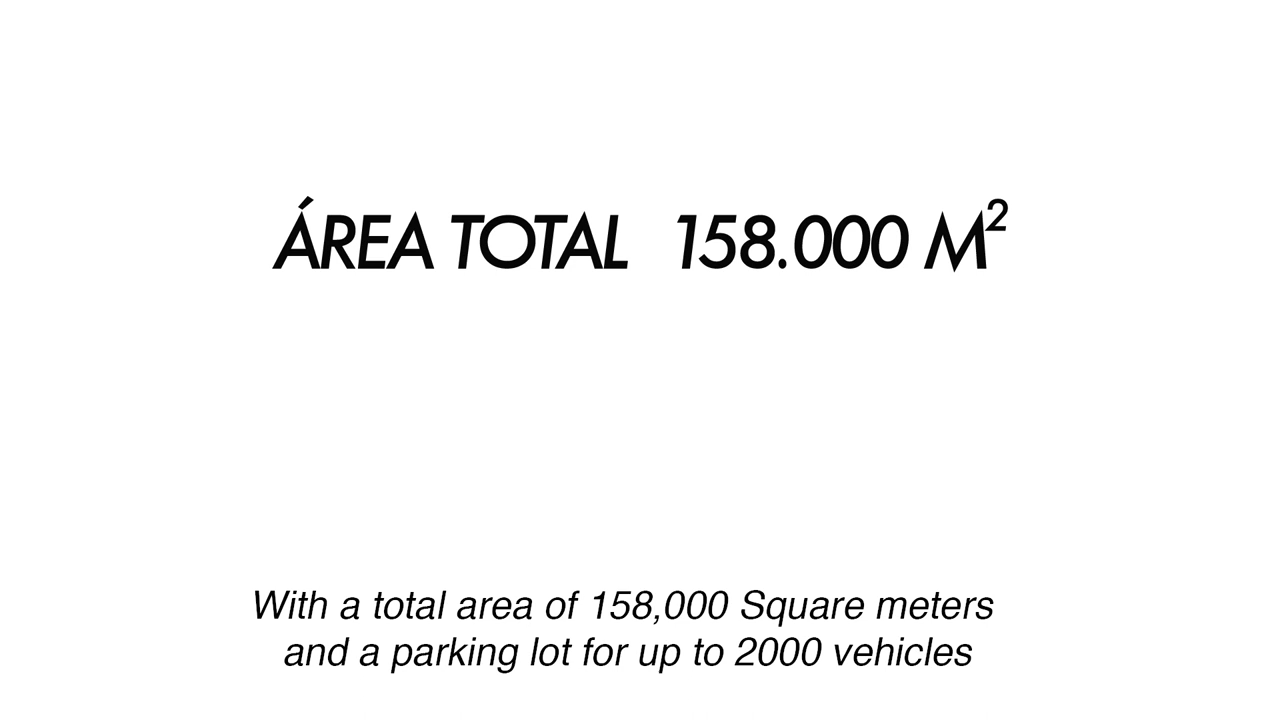 ÁREA TOTAL 158.000 M²
With a total area of 158,000 Square meters
and a parking lot for up to 2000 vehicles